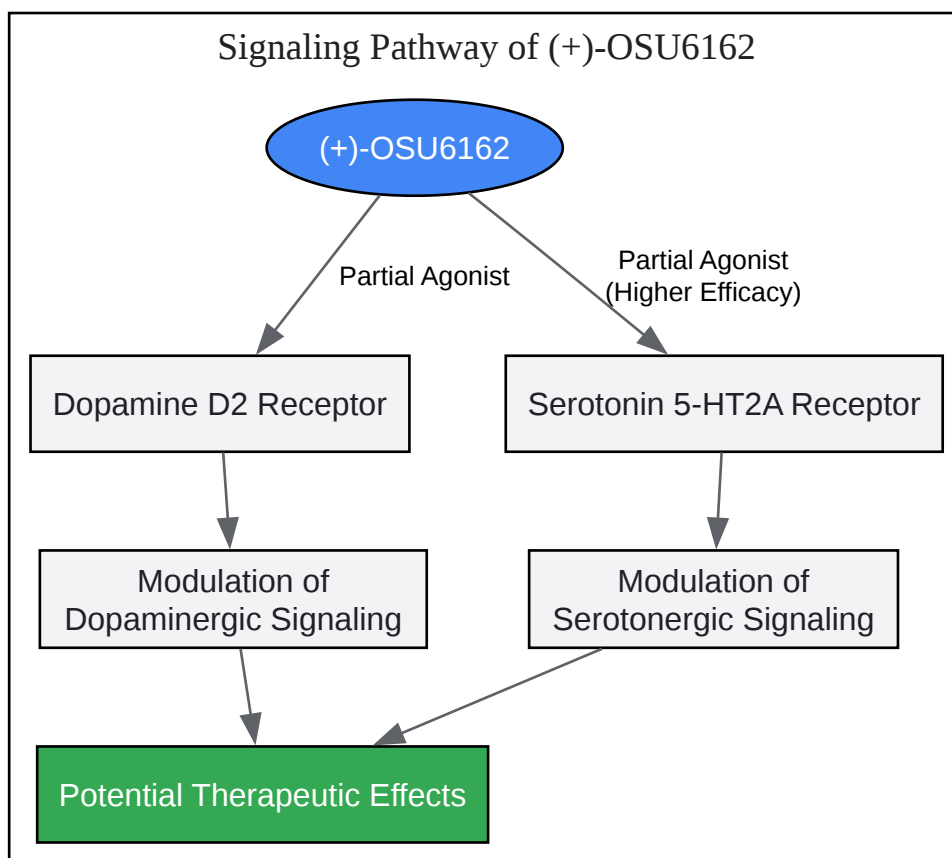 Signaling Pathway of (+)-OSU6162
(+)-OSU6162
Partial Agonist
Partial Agonist
(Higher Efficacy)
Dopamine D2 Receptor
Serotonin 5-HT2A Receptor
Modulation of
Dopaminergic Signaling
Modulation of
Serotonergic Signaling
Potential Therapeutic Effects